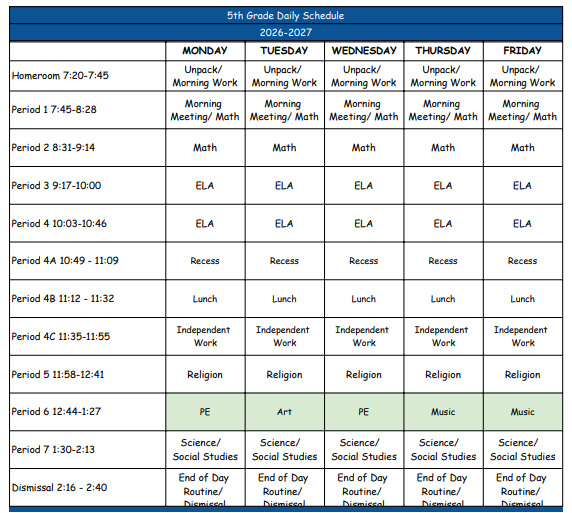 5th Grade Daily Schedule
2026-2027
MONDAY TUESDAY WEDNESDAY THURSDAY FRIDAY
Homeroom 7:20-7:45 Unpack/ Morning Work Unpack/ Morning Work Unpack/ Morning Work Unpack/ Morning Work Unpack/ Morning Work
Period 1 7:45-8:28 Morning Meeting/ Math Morning Meeting/ Math Morning Meeting/ Math Morning Meeting/ Math Morning Meeting/ Math
Period 2 8:31-9:14 Math Math Math Math Math
Period 3 9:17-10:00 ELA ELA ELA ELA ELA
Period 4 10:03-10:46 ELA ELA ELA ELA ELA
Period 4A 10:49 - 11:09 Recess Recess Recess Recess Recess
Period 4B 11:12 - 11:32 Lunch Lunch Lunch Lunch Lunch
Period 4C 11:35-11:55 Independent Work Independent Work Independent Work Independent Work Independent Work
Period 5 11:58-12:41 Religion Religion Religion Religion Religion
Period 6 12:44-1:27 PE Art PE Music Music
Period 7 1:30-2:13 Science/ Social Studies Science/ Social Studies Science/ Social Studies Science/ Social Studies Science/ Social Studies
Dismissal 2:16 - 2:40 End of Day Routine/ Dismissal End of Day Routine/ Dismissal End of Day Routine/ Dismissal End of Day Routine/ Dismissal End of Day Routine/ Dismissal